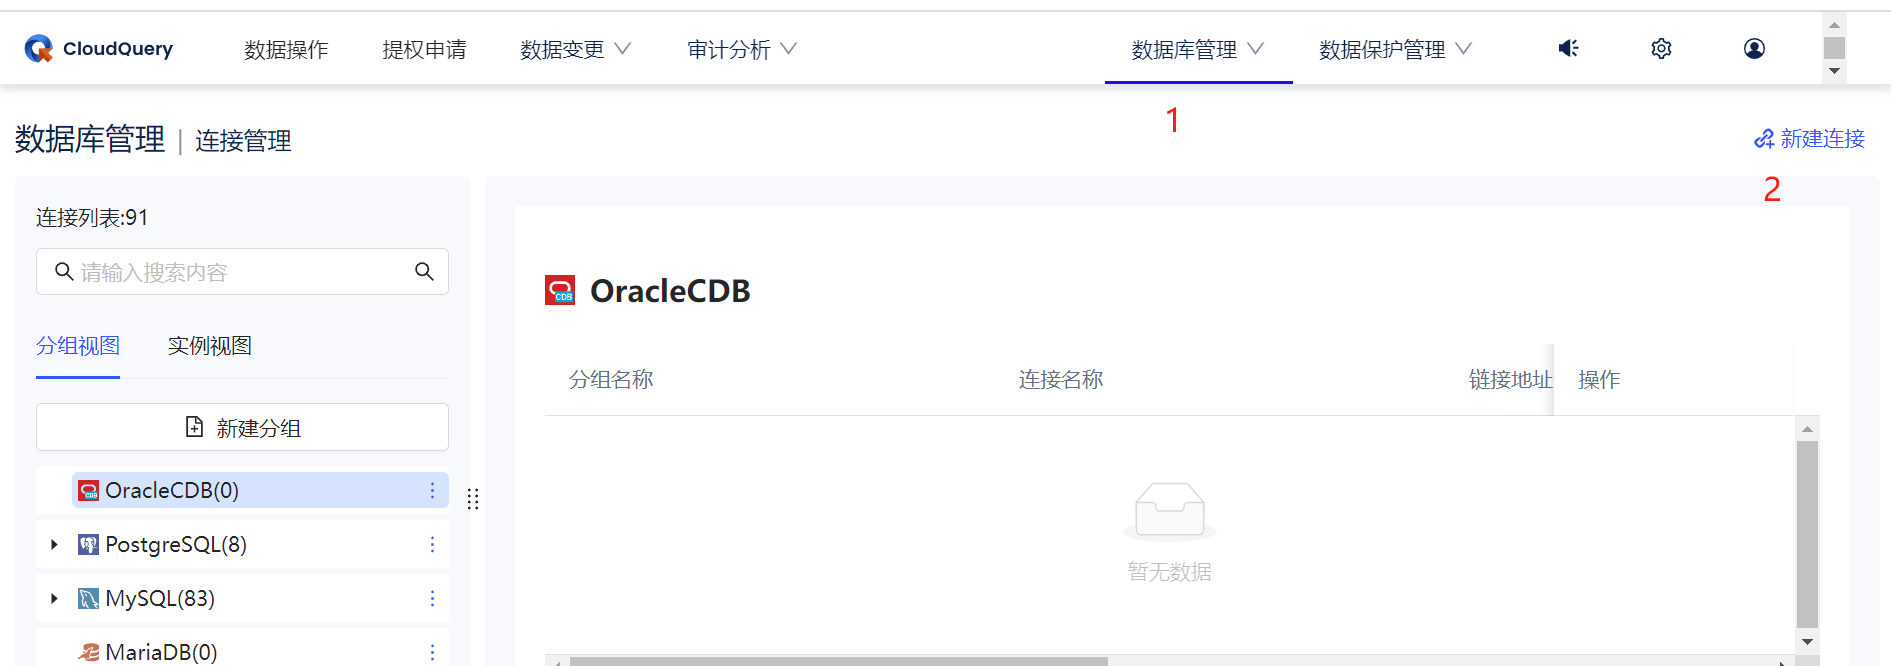 CloudQuery 数据操作 提权申请 数据变更 审计分析 数据库管理 数据保护管理
1
数据库管理 | 连接管理 新建连接
2
连接列表:91
请输入搜索内容
OracleCDB
分组视图 实例视图
分组名称 连接名称 链接地址 操作
新建分组
OracleCDB(0)
PostgreSQL(8)
暂无数据
MySQL(83)
MariaDB(0)